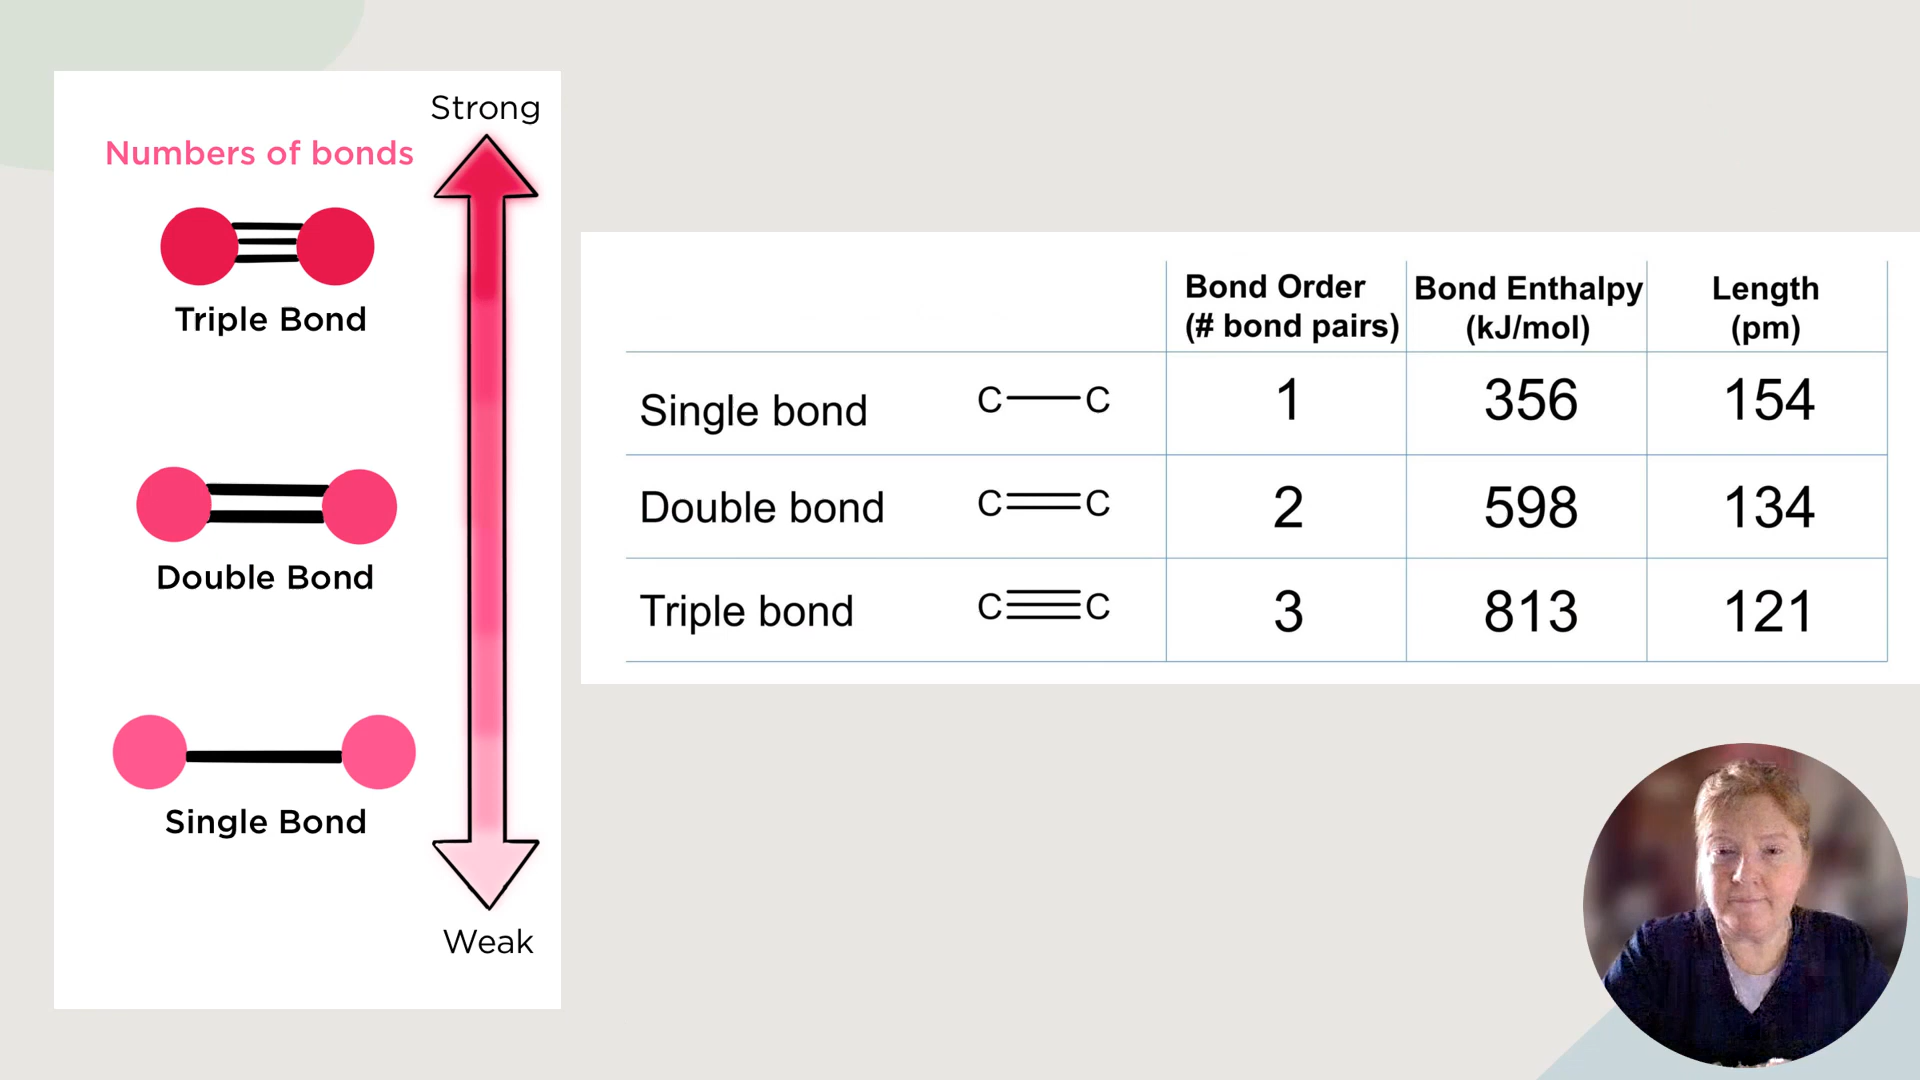 Strong
Numbers of bonds
Triple Bond
Double Bond
Single Bond
Weak
Bond Order Bond Enthalpy Length
(# bond pairs) (kJ/mol) (pm)
Single bond C—C 1 356 154
Double bond C=C 2 598 134
Triple bond C≡C 3 813 121